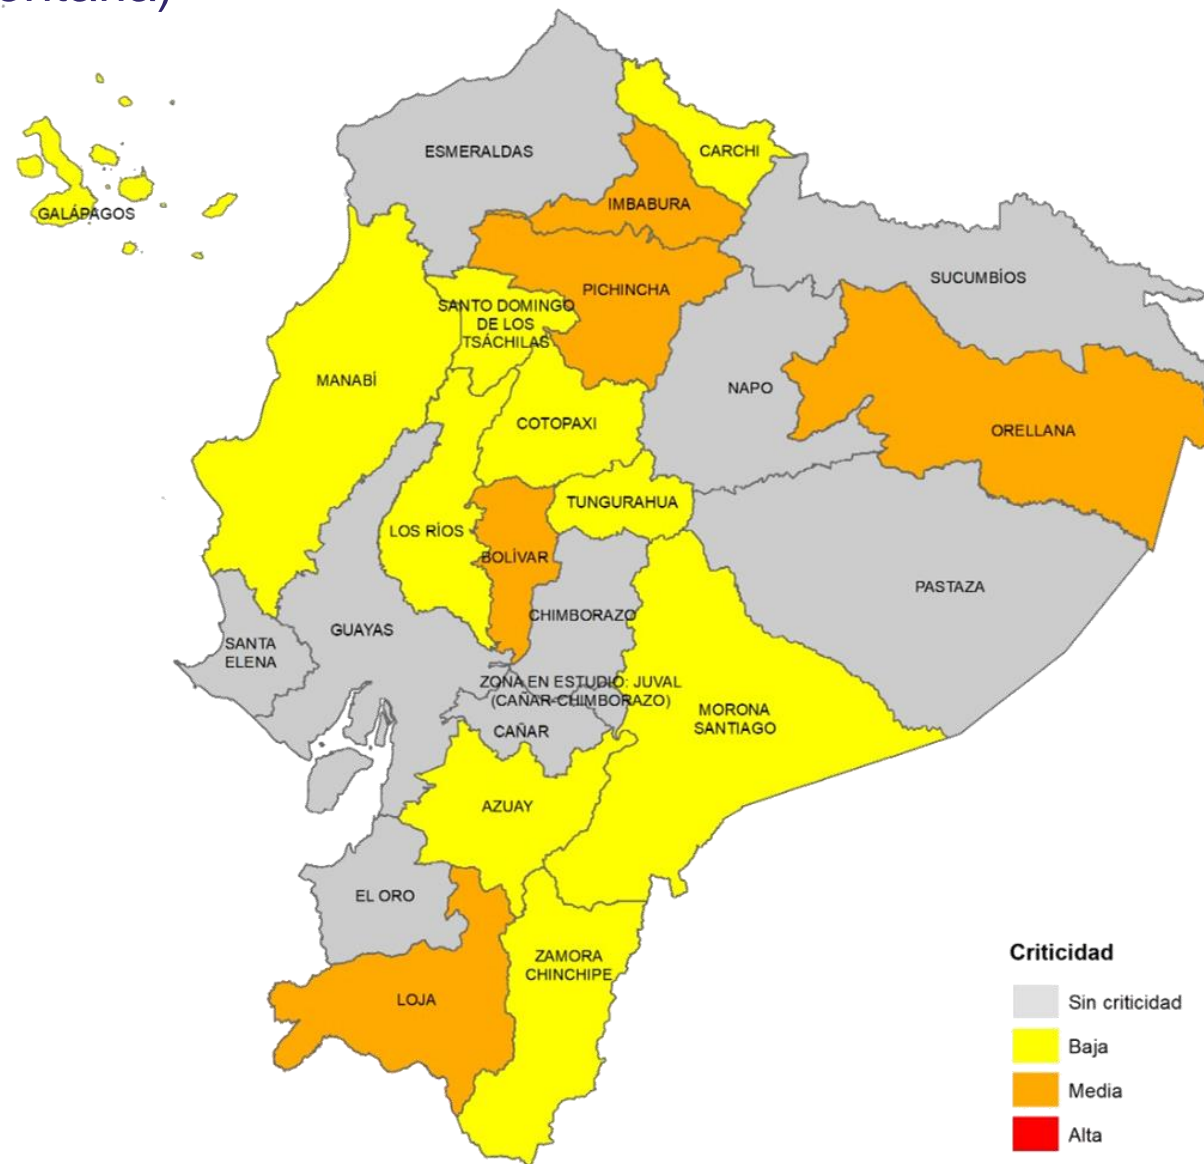 ESMERALDAS
CARCHI
IMBABURA
GALÁPAGOS
SUCUMBÍOS
PICHINCHA
SANTO DOMINGO
DE LOS
TSÁCHILAS
MANABÍ
NAPO
COTOPAXI
ORELLANA
TUNGURAHUA
LOS RÍOS
BOLÍVAR
PASTAZA
CHIMBORAZO
GUAYAS
SANTA
ELENA
ZONA EN ESTUDIO: JUVAL
(CAÑAR-CHIMBORAZO)
MORONA
SANTIAGO
CAÑAR
AZUAY
EL ORO
ZAMORA
CHINCHIPE
LOJA
Criticidad
Sin criticidad
Baja
Media
Alta